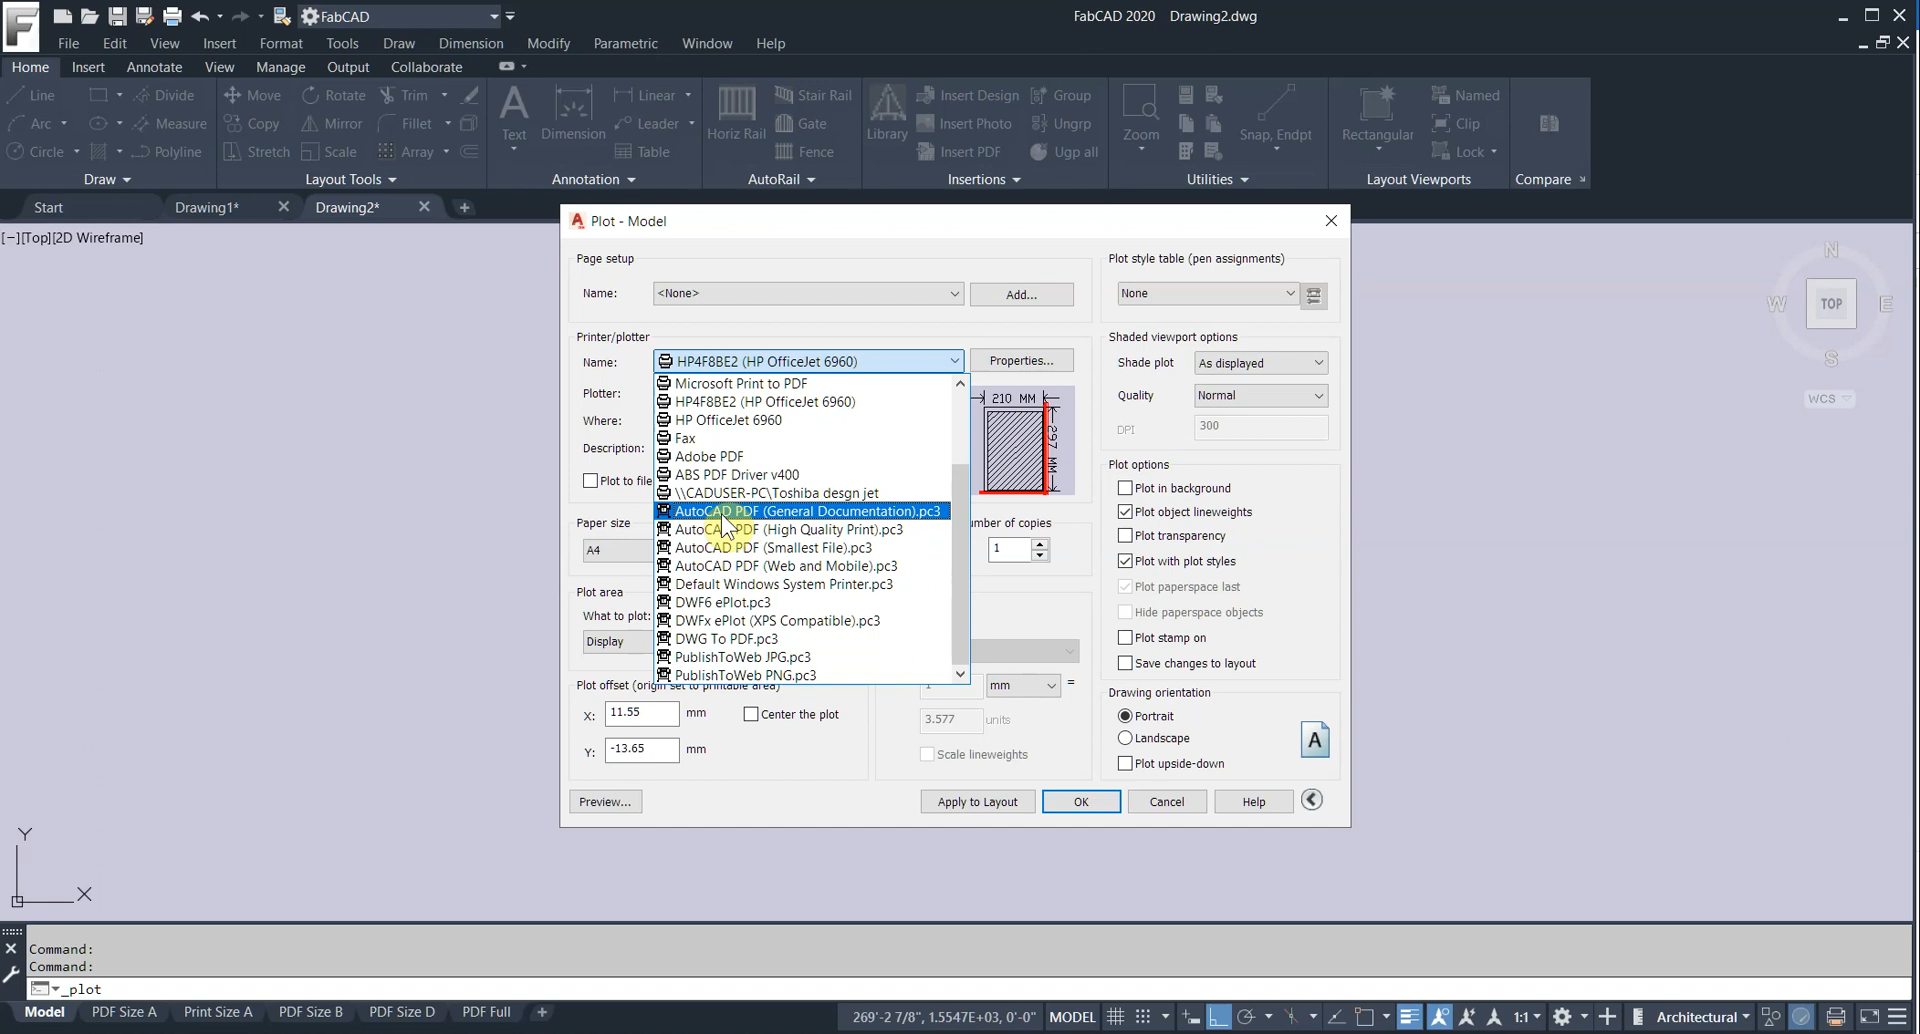 FabCAD
FabCAD 2020 Drawing2.dwg
File Edit View Insert Format Tools Draw Dimension Modify Parametric Window Help
Home Insert Annotate View Manage Output Collaborate
Line Divide Move Rotate Trim Linear Stair Rail Insert Design Group Named
Arc Measure Copy Mirror Fillet Text Dimension Leader Horiz Rail Gate Library Insert Photo Ungrp Zoom Snap, Endpt Rectangular Clip
Circle Polyline Stretch Scale Array Table Fence Insert PDF Ugp all Lock
Draw Layout Tools Annotation AutoRail Insertions Utilities Layout Viewports Compare
Start Drawing1* Drawing2*
[−][Top][2D Wireframe]
N
W TOP E
S
WCS
A Plot - Model
Page setup
Name: <None> Add...
Plot style table (pen assignments)
None
Printer/plotter
Name: HP4F8BE2 (HP OfficeJet 6960) Properties...
Plotter:
Where:
Description:
Plot to file
Microsoft Print to PDF
HP4F8BE2 (HP OfficeJet 6960)
HP OfficeJet 6960
Fax
Adobe PDF
ABS PDF Driver v400
\\CADUSER-PC\Toshiba desgn jet
AutoCAD PDF (General Documentation).pc3
AutoCAD PDF (High Quality Print).pc3
AutoCAD PDF (Smallest File).pc3
AutoCAD PDF (Web and Mobile).pc3
Default Windows System Printer.pc3
DWF6 ePlot.pc3
DWFx ePlot (XPS Compatible).pc3
DWG To PDF.pc3
PublishToWeb JPG.pc3
PublishToWeb PNG.pc3
210 MM
297 MM
Shaded viewport options
Shade plot As displayed
Quality Normal
DPI 300
Paper size
A4
umber of copies
1
Plot area
What to plot:
Display
Plot offset (origin set to printable area)
X: 11.55 mm Center the plot
Y: -13.65 mm
mm =
3.577 units
Scale lineweights
Plot options
Plot in background
Plot object lineweights
Plot transparency
Plot with plot styles
Plot paperspace last
Hide paperspace objects
Plot stamp on
Save changes to layout
Drawing orientation
Portrait
Landscape
Plot upside-down
A
Preview... Apply to Layout OK Cancel Help
Y
X
Command:
Command:
_plot
Model PDF Size A Print Size A PDF Size B PDF Size D PDF Full
269'-2 7/8", 1.5547E+03, 0'-0" MODEL 1:1 Architectural